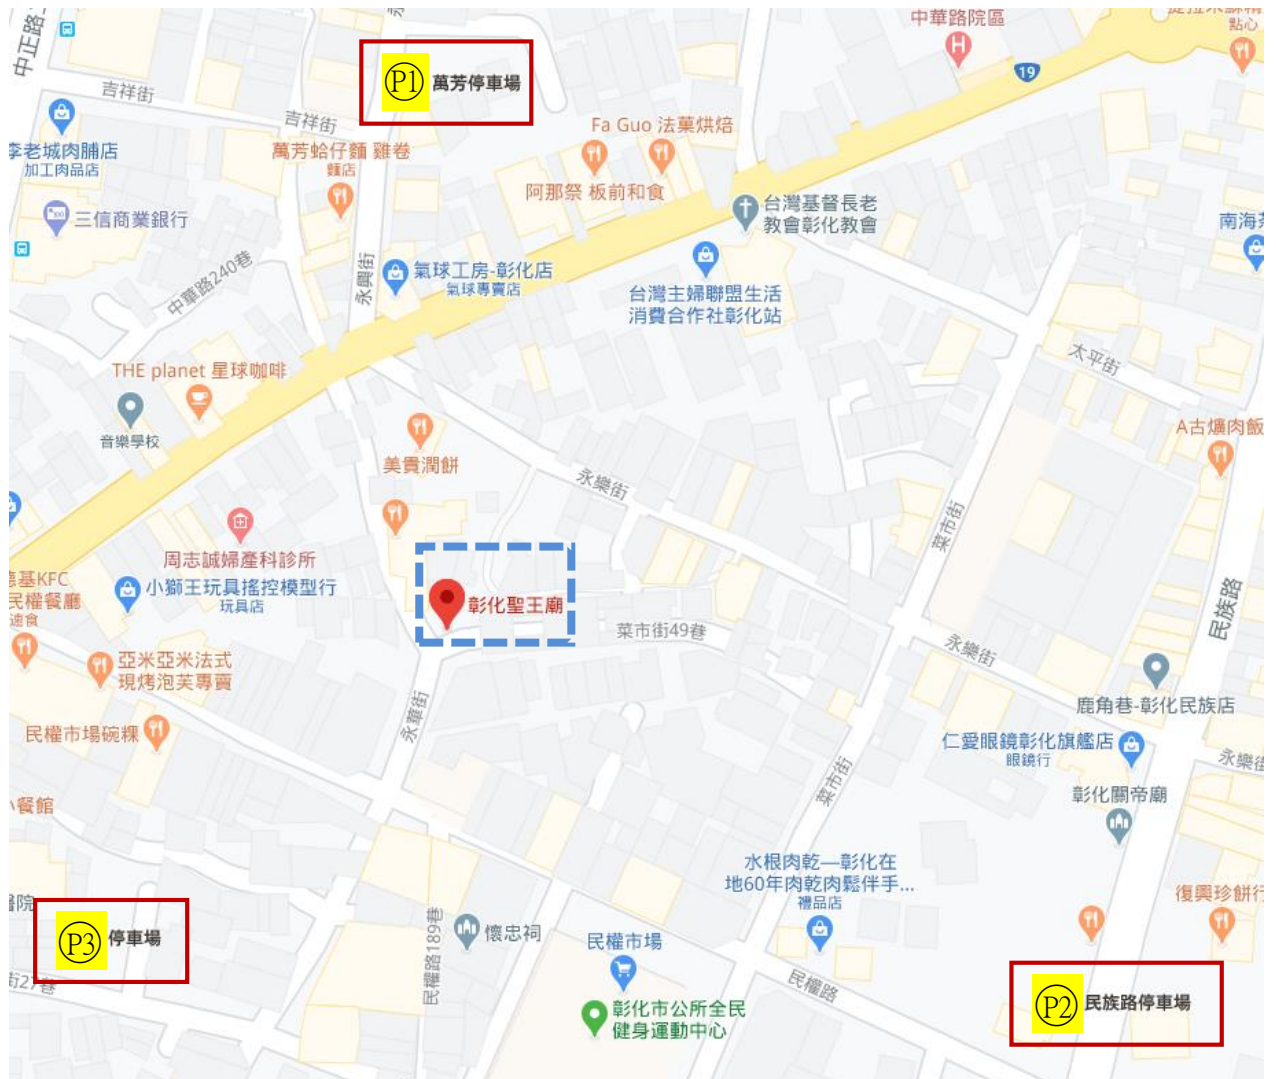 中華路院區
點心
中正路
P1 萬芳停車場
19
吉祥街
吉祥街
Fa Guo 法菓烘焙
李老城肉脯店
加工肉品店
萬芳蛤仔麵 雞卷
麵店
阿那祭 板前和食
台灣基督長老
教會彰化教會
三信商業銀行
南海茶
中華路240巷
永興街
氣球工房-彰化店
氣球專賣店
台灣主婦聯盟生活
消費合作社彰化站
THE planet 星球咖啡
太平街
音樂學校
A古爌肉飯
美貴潤餅
永樂街
菜市街
周志誠婦產科診所
德基KFC
民權餐廳
速食
小獅王玩具搖控模型行
玩具店
彰化聖王廟
菜市街49巷
民族路
永樂街
亞米亞米法式
現烤泡芙專賣
永華街
鹿角巷-彰化民族店
民權市場碗粿
仁愛眼鏡彰化旗艦店
眼鏡行
永樂街
菜市街
小餐館
彰化關帝廟
水根肉乾—彰化在
地60年肉乾肉鬆伴手...
禮品店
醫院
復興珍餅行
P3 停車場
民權路189巷
懷忠祠
民權市場
街27巷
民權路
P2 民族路停車場
彰化市公所全民
健身運動中心